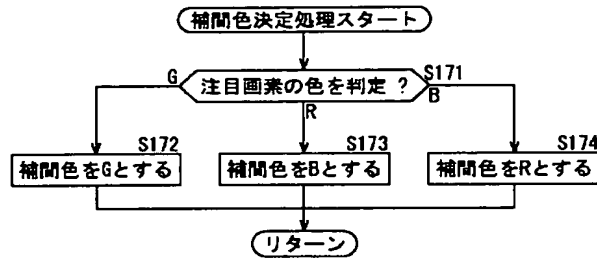 補間色決定処理スタート
S171
注目画素の色を判定 ?
G
R
B
S172
補間色をGとする
S173
補間色をBとする
S174
補間色をRとする
リターン